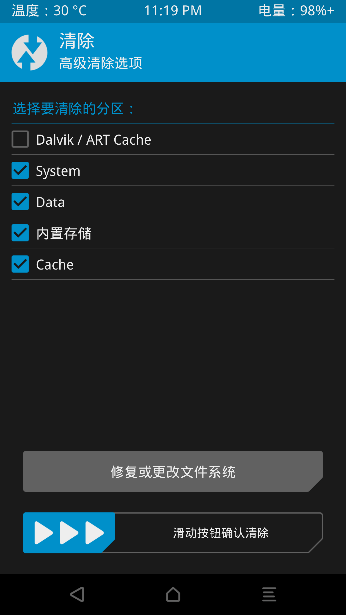 温度：30 °C 11:19 PM 电量：98%+
清除
高级清除选项
选择要清除的分区：
Dalvik / ART Cache
System
Data
内置存储
Cache
修复或更改文件系统
滑动按钮确认清除